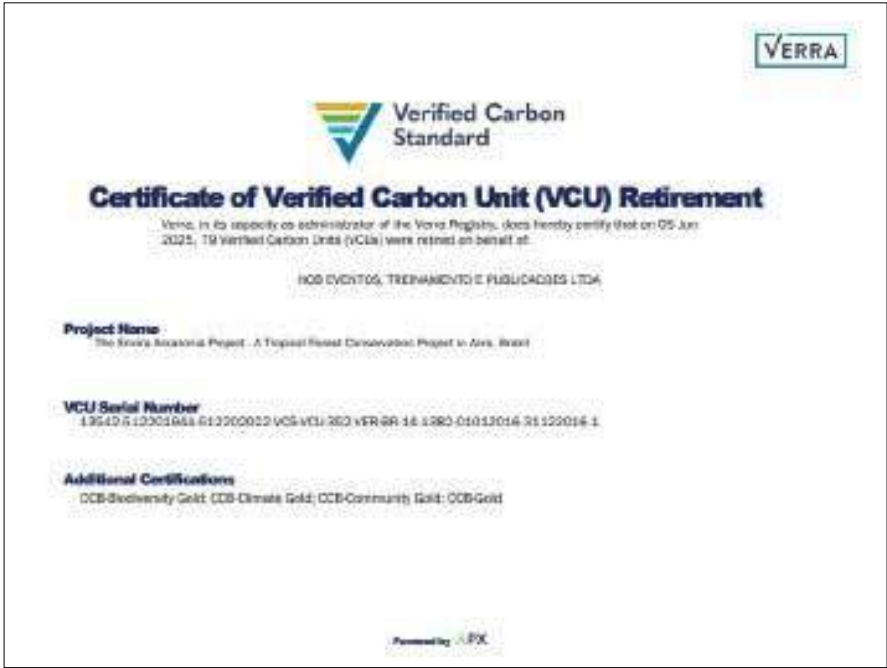 VERRA
Verified Carbon
Standard
Certificate of Verified Carbon Unit (VCU) Retirement
Verra, in its capacity as administrator of the Verra Registry, does hereby certify that on 05 Jun
2025, 79 Verified Carbon Units (VCUs) were retired on behalf of:
EVENTOS, TREINAMENTO E PUBLICACOES LTDA
Project Name
The Envira Amazonia Project - A Tropical Forest Conservation Project in Acre, Brazil
VCU Serial Number
Additional Certifications
CCB-Biodiversity Gold; CCB-Climate Gold; CCB-Community Gold; CCB-Gold
Powered by APX